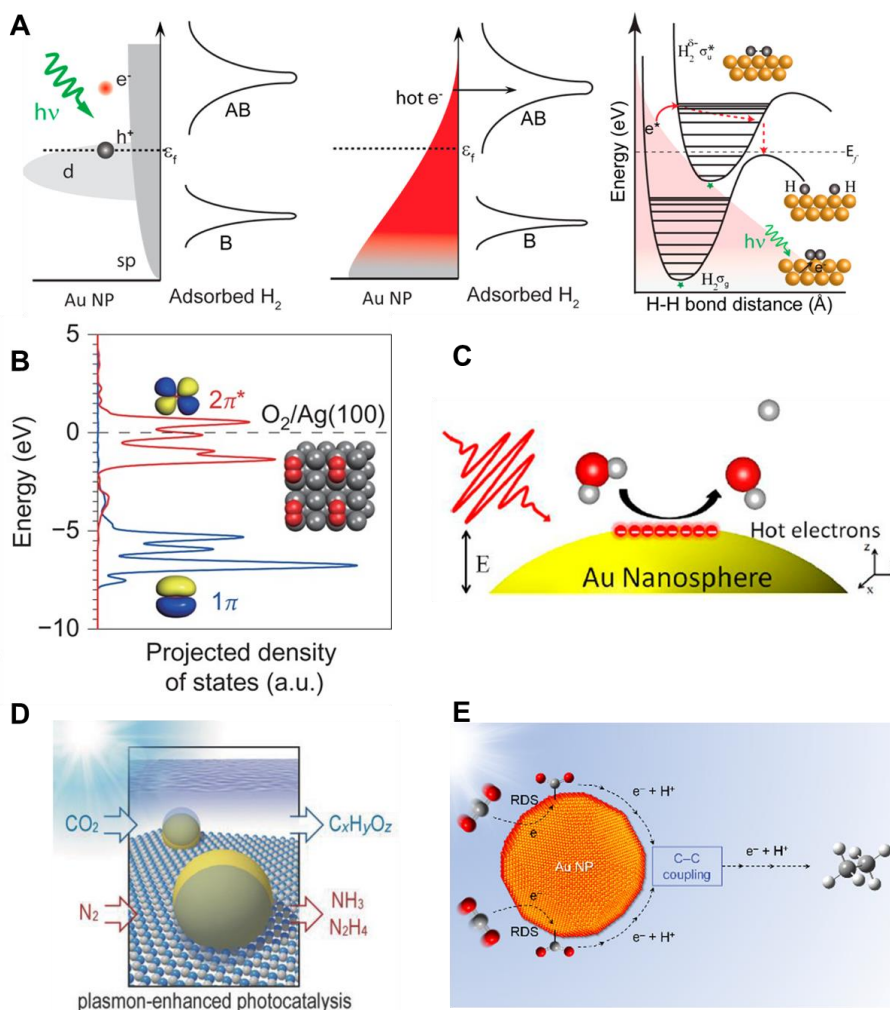 A
e⁻
hν
h⁺
d
ε_f
sp
Au NP
AB
B
Adsorbed H₂
hot e⁻
ε_f
AB
B
Au NP
Adsorbed H₂
Energy (eV)
H₂^δ- σ_u*
e*
E_f
H H
hν
e⁻
H₂σ_g
H-H bond distance (Å)
B
Energy (eV)
5
0
−5
−10
2π*
O₂/Ag(100)
1π
Projected density
of states (a.u.)
C
E
Hot electrons
Au Nanosphere
z
x
D
CO₂
CxHyOz
N₂
NH₃
N₂H₄
plasmon-enhanced photocatalysis
E
RDS
e
e⁻ + H⁺
Au NP
C–C
coupling
e⁻ + H⁺
e
RDS
e⁻ + H⁺